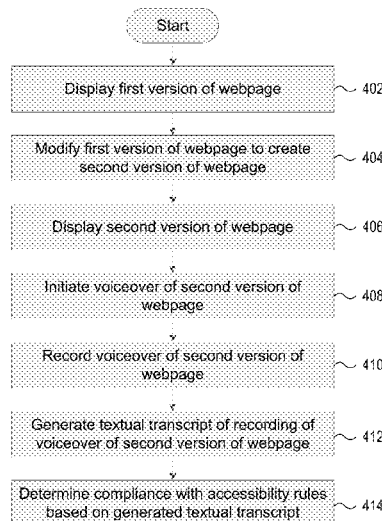 Start
Display first version of webpage
402
Modify first version of webpage to create
second version of webpage
404
Display second version of webpage
406
Initiate voiceover of second version of
webpage
408
Record voiceover of second version of
webpage
410
Generate textual transcript of recording of
voiceover of second version of webpage
412
Determine compliance with accessibility rules
based on generated textual transcript
414